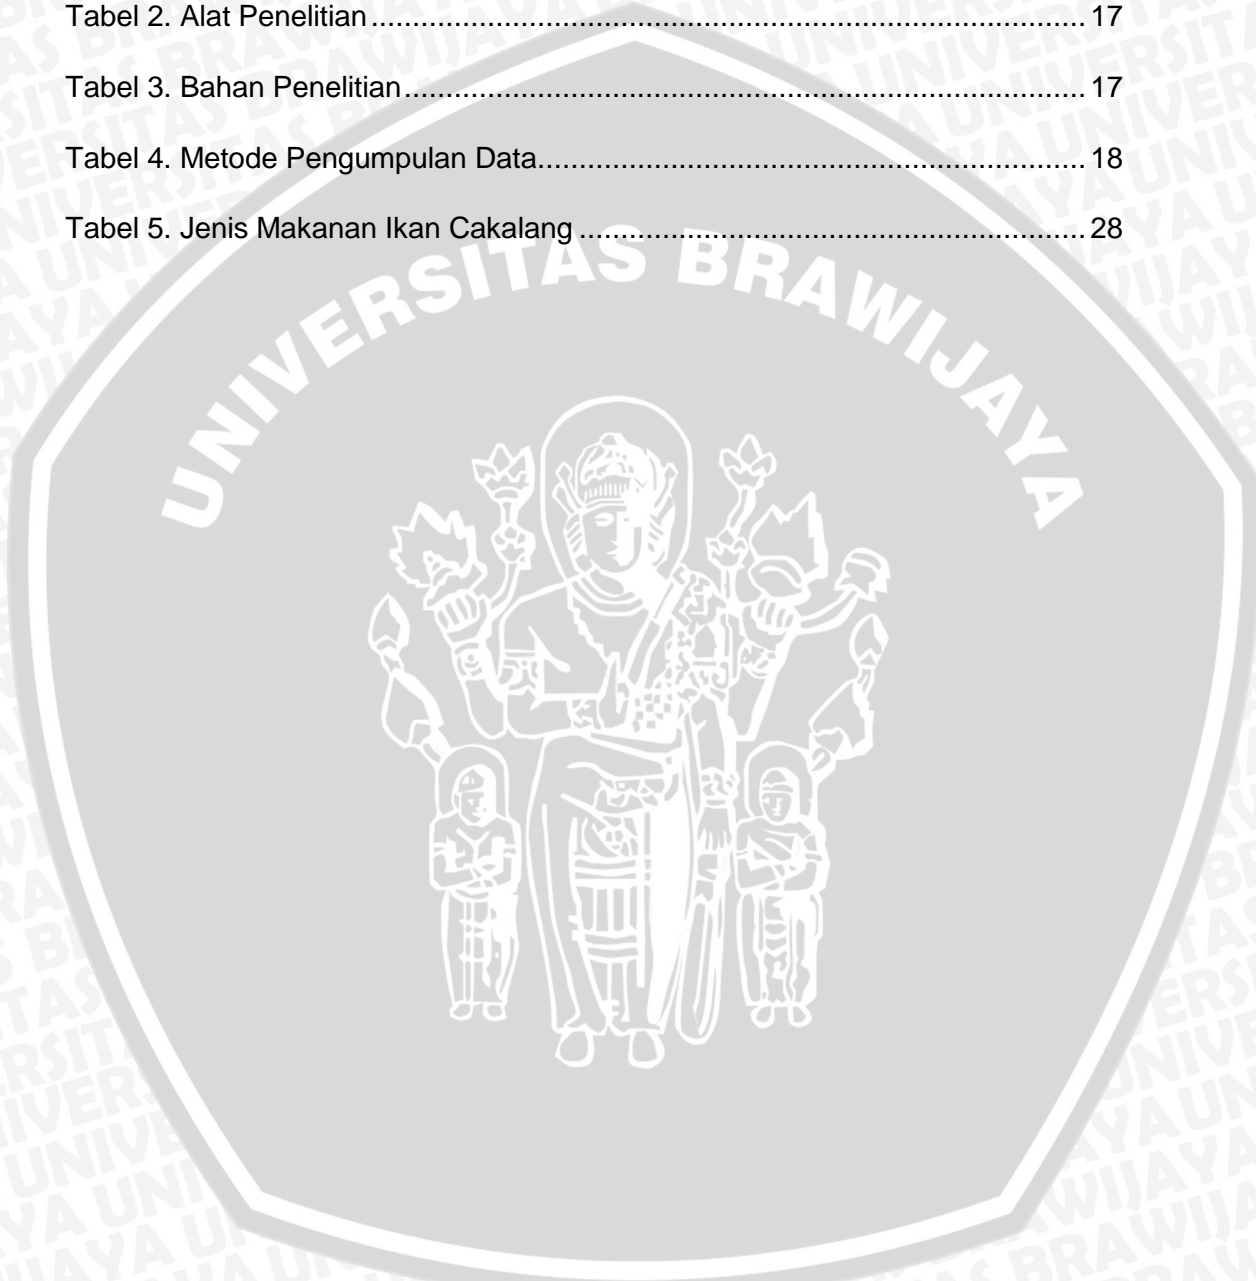 Tabel 2. Alat Penelitian ........................................................................................ 17
Tabel 3. Bahan Penelitian .................................................................................... 17
Tabel 4. Metode Pengumpulan Data.................................................................... 18
Tabel 5. Jenis Makanan Ikan Cakalang ............................................................... 28
UNIVERSITAS BRAWIJAYA